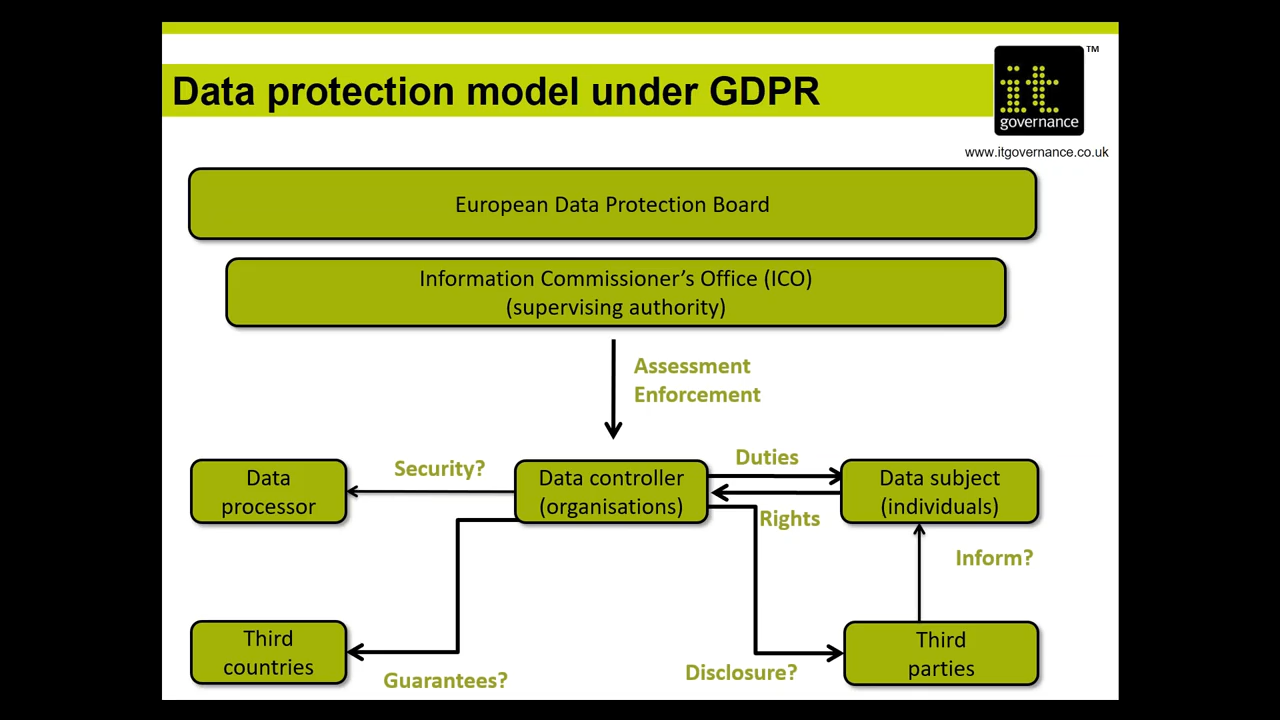 Data protection model under GDPR
it
governance
TM
www.itgovernance.co.uk
European Data Protection Board
Information Commissioner’s Office (ICO)
(supervising authority)
Assessment
Enforcement
Data
processor
Security?
Data controller
(organisations)
Duties
Rights
Data subject
(individuals)
Inform?
Third
countries
Guarantees?
Disclosure?
Third
parties